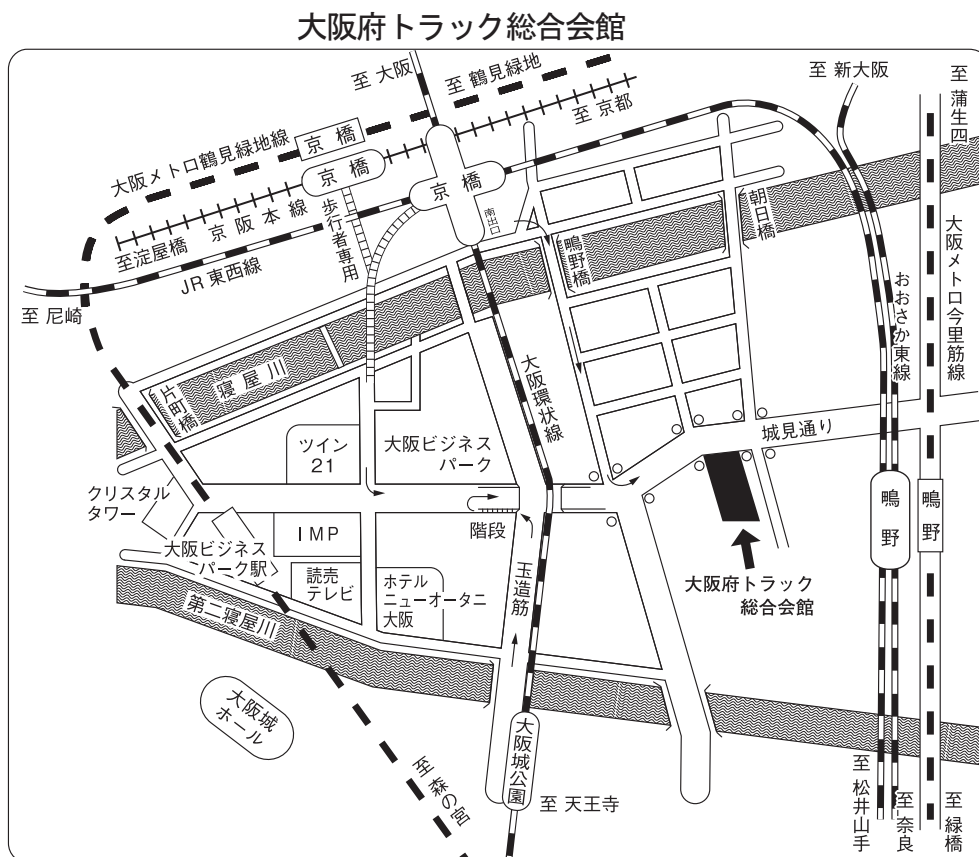 大阪府トラック総合会館
至 大阪
至 鶴見緑地
至 京都
至 新大阪
至 蒲生四
大阪メトロ鶴見緑地線
京橋
京橋
京橋
南出口
至淀屋橋
京阪本線
歩行者専用
JR東西線
至 尼崎
鴫野橋
朝日橋
大阪メトロ今里筋線
おおさか東線
寝屋川
片町橋
大阪環状線
城見通り
ツイン
21
大阪ビジネス
パーク
クリスタル
タワー
階段
鴫野
鴫野
IMP
大阪ビジネス
パーク駅
読売
テレビ
ホテル
ニューオータニ
大阪
玉造筋
大阪府トラック
総合会館
第二寝屋川
大阪城
ホール
大阪城公園
至 森の宮
至 天王寺
至 松井山手
至 奈良
至 緑橋